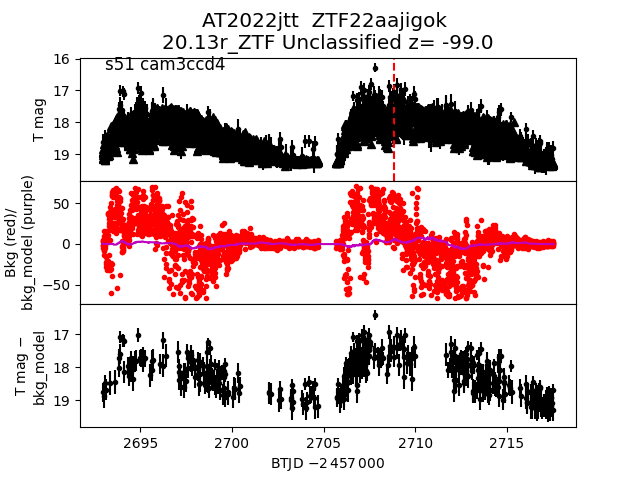 AT2022jtt  ZTF22aajigok
20.13r_ZTF Unclassified z= -99.0
s51 cam3ccd4
16
17
18
19
T mag
50
0
−50
Bkg (red)/
bkg_model (purple)
17
18
19
T mag −
bkg_model
2695
2700
2705
2710
2715
BTJD −2 457 000